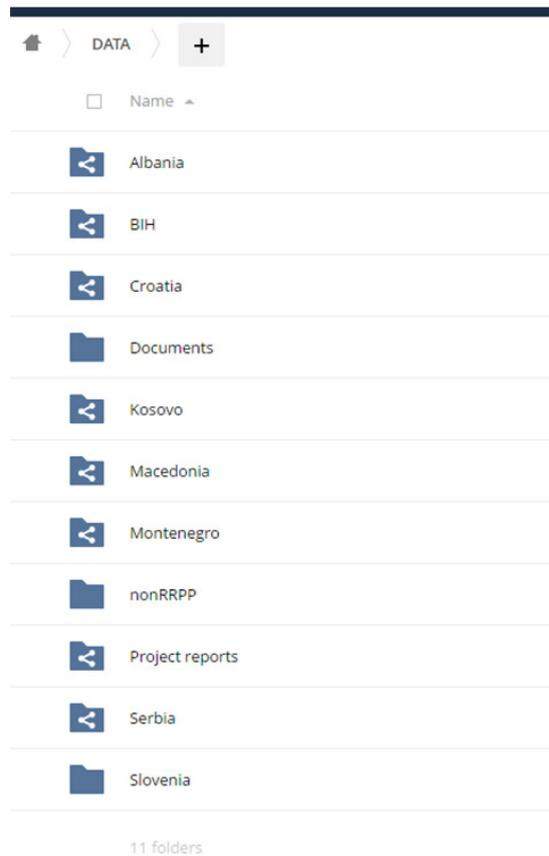 DATA +
Name
Albania
BIH
Croatia
Documents
Kosovo
Macedonia
Montenegro
nonRRPP
Project reports
Serbia
Slovenia
11 folders